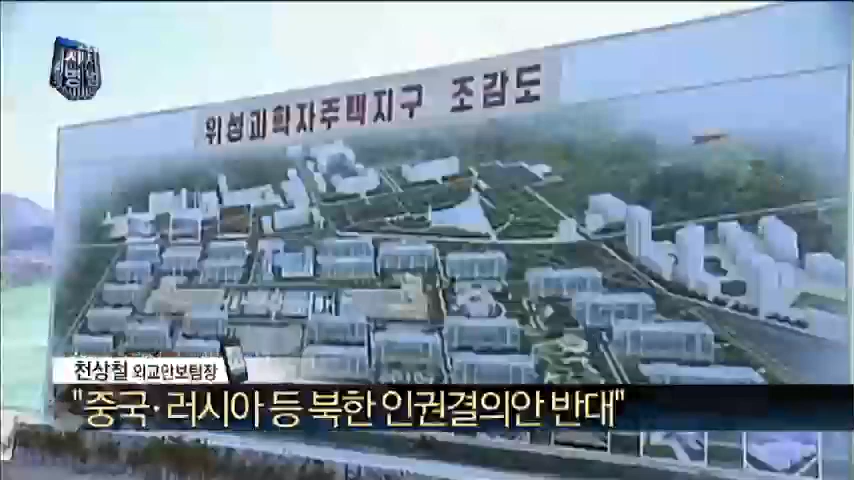 위성과학자주택지구 조감도
천상철 외교안보팀장
"중국·러시아 등 북한 인권결의안 반대"